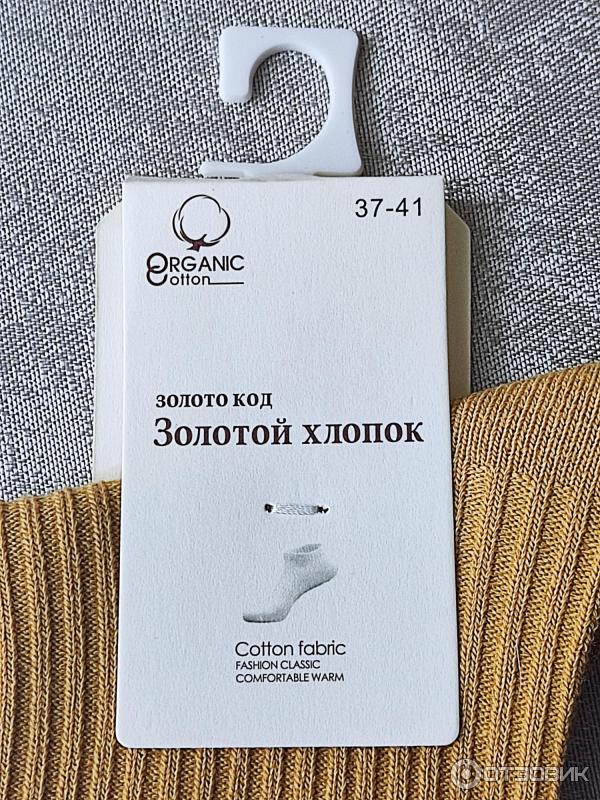 37-41
ORGANIC
Cotton
золото код
Золотой хлопок
Cotton fabric
FASHION CLASSIC
COMFORTABLE WARM
ОТЗОВИК